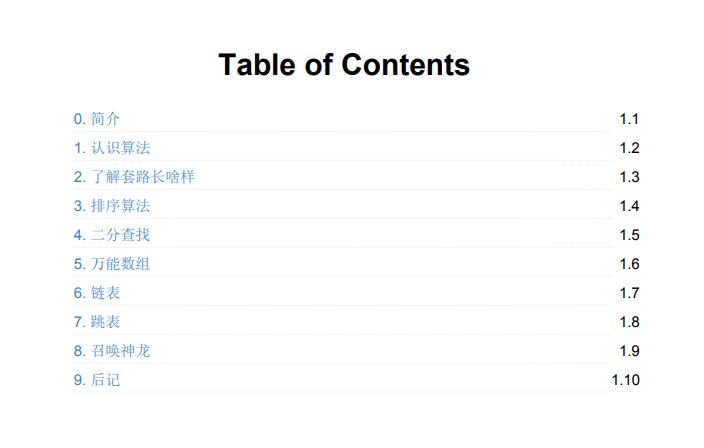 Table of Contents
0. 简介 1.1
1. 认识算法 1.2
2. 了解套路长啥样 1.3
3. 排序算法 1.4
4. 二分查找 1.5
5. 万能数组 1.6
6. 链表 1.7
7. 跳表 1.8
8. 召唤神龙 1.9
9. 后记 1.10